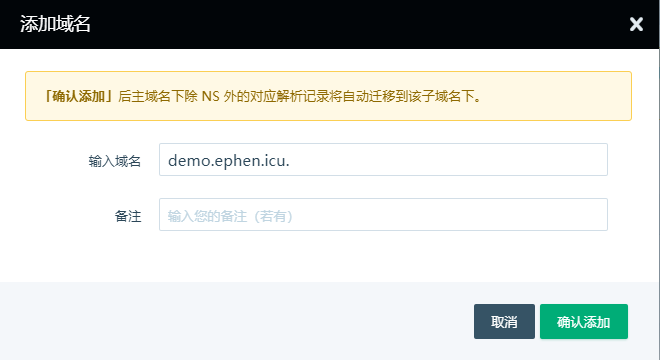 添加域名
「确认添加」后主域名下除 NS 外的对应解析记录将自动迁移到该子域名下。
输入域名 demo.ephen.icu.
备注 输入您的备注（若有）
取消 确认添加